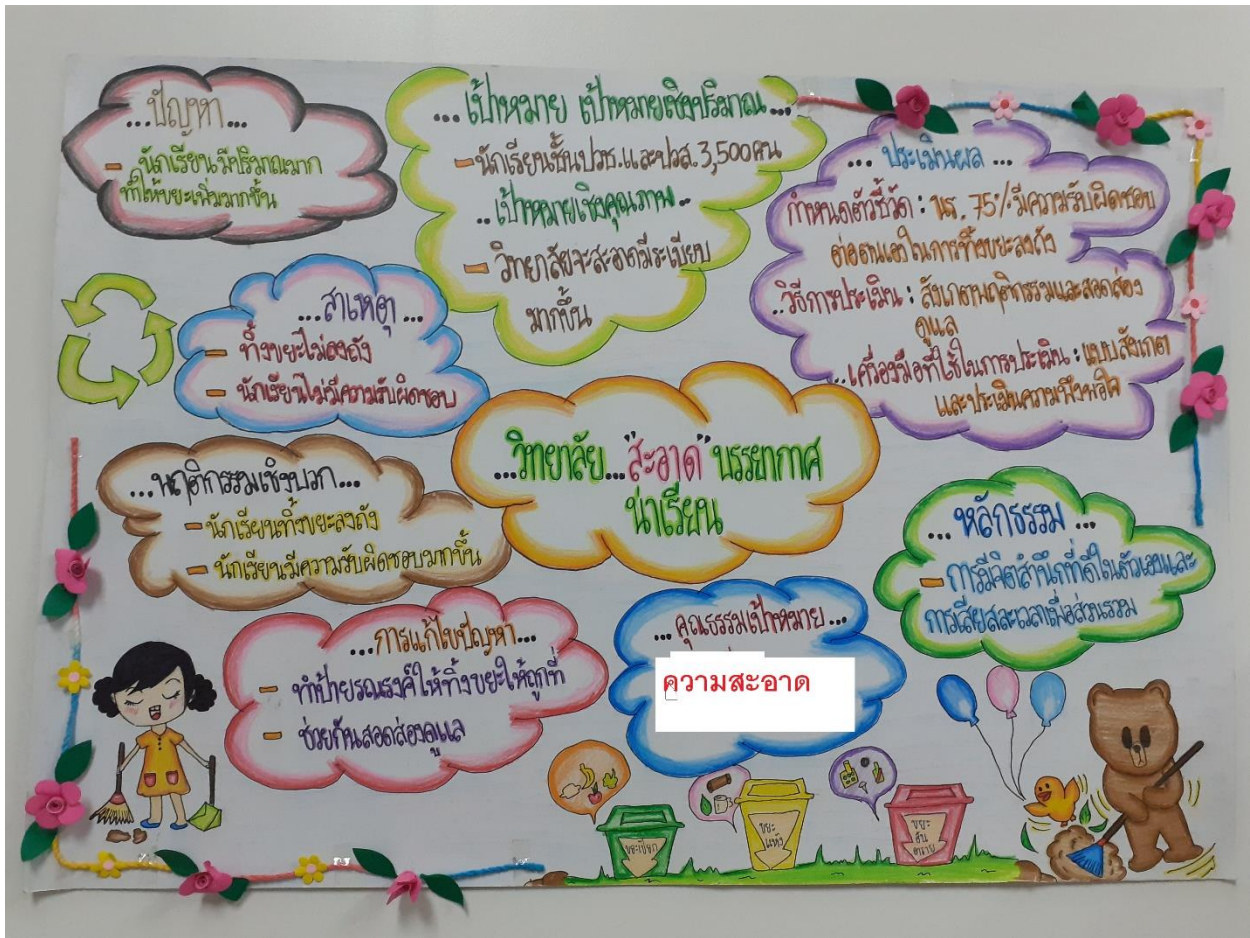 ...ปัญหา...
- นักเรียนมีปริมาณมาก
ทำให้ขยะเพิ่มมากขึ้น
...เป้าหมาย เป้าหมายเชิงปริมาณ...
- นักเรียนชั้นปวช.และปวส.3,500คน
..เป้าหมายเชิงคุณภาพ..
- วิทยาลัยจะสะอาดมีระเบียบ
มากขึ้น
... ประเมินผล ...
กำหนดตัวชี้วัด : นร. 75% มีความรับผิดชอบ
ต่อตนเองในการทิ้งขยะลงถัง
..วิธีการประเมิน : สังเกตพฤติกรรมและสอดส่อง
ดูแล
...เครื่องมือที่ใช้ในการประเมิน : แบบสังเกต
และประเมินความพึงพอใจ
...สาเหตุ...
- ทิ้งขยะไม่ลงถัง
- นักเรียนไม่มีความรับผิดชอบ
...วิทยาลัย..."สะอาด" บรรยากาศ
น่าเรียน
...พฤติกรรมเชิงบวก...
- นักเรียนทิ้งขยะลงถัง
- นักเรียนมีความรับผิดชอบมากขึ้น
... หลักธรรม ...
- การมีจิตสำนึกที่ดีในตัวเองและ
การเสียสละเวลาเพื่อส่วนรวม
...การแก้ไขปัญหา...
- ทำป้ายรณรงค์ให้ทิ้งขยะให้ถูกที่
- ช่วยกันสอดส่องดูแล
... คุณธรรมเป้าหมาย ...
ความสะอาด
ขยะเปียก
ขยะ
แห้ง
ขยะ
อัน
ตราย